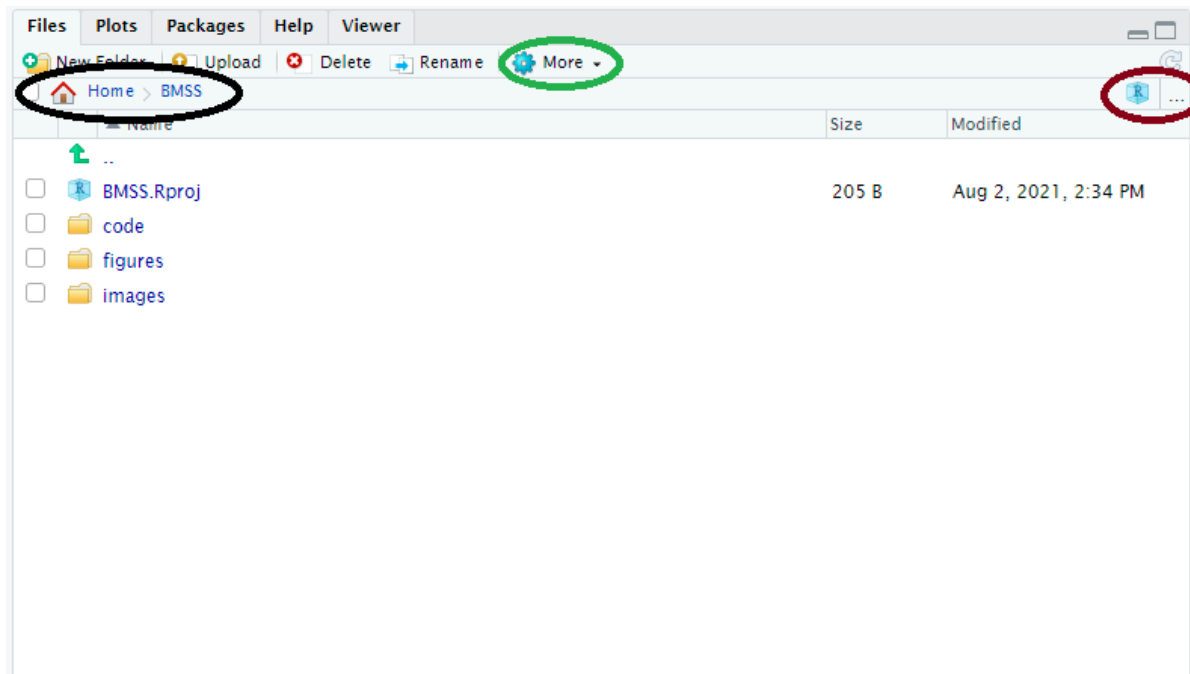 Files Plots Packages Help Viewer
New Folder Upload Delete Rename More
Home > BMSS R ...
Name Size Modified
..
R BMSS.Rproj 205 B Aug 2, 2021, 2:34 PM
code
figures
images